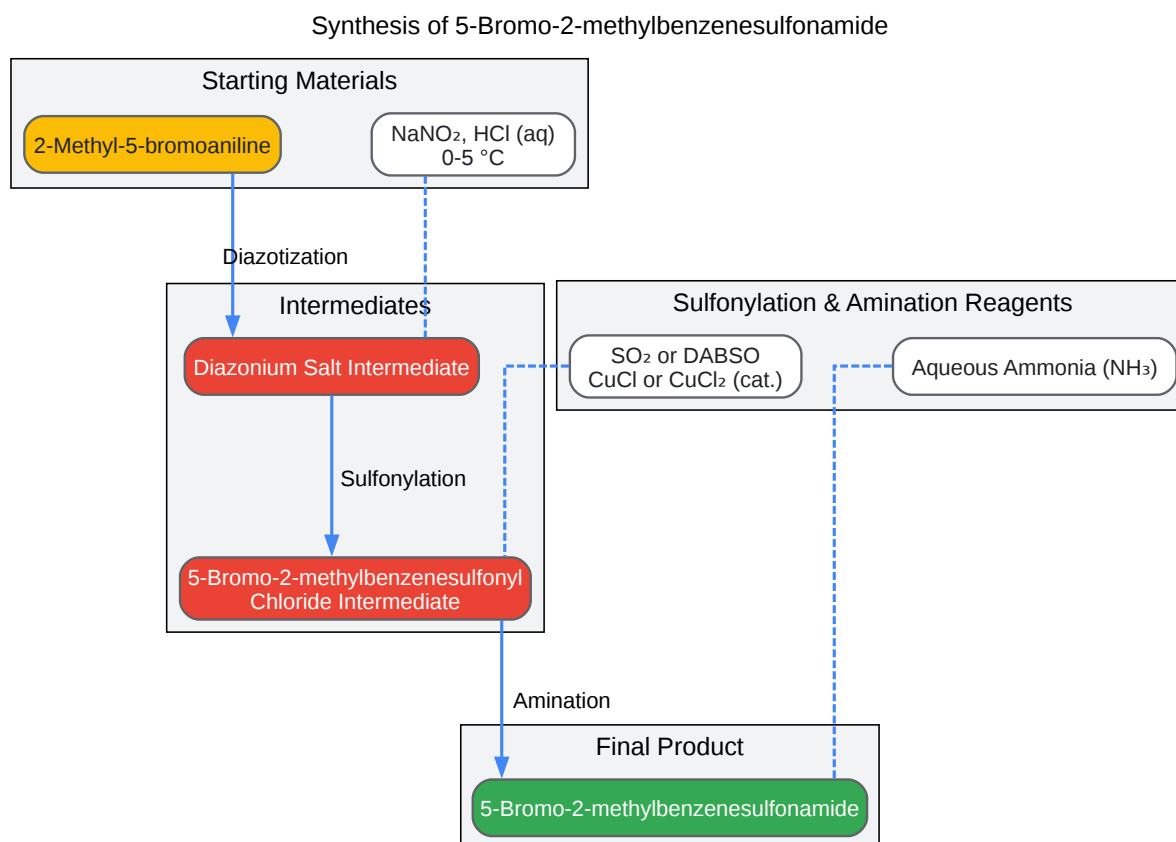 Synthesis of 5-Bromo-2-methylbenzenesulfonamide
Starting Materials
2-Methyl-5-bromoaniline
NaNO₂, HCl (aq)
0-5 °C
Diazotization
Intermediates
Sulfonylation & Amination Reagents
Diazonium Salt Intermediate
SO₂ or DABSO
CuCl or CuCl₂ (cat.)
Aqueous Ammonia (NH₃)
Sulfonylation
5-Bromo-2-methylbenzenesulfonyl
Chloride Intermediate
Amination
Final Product
5-Bromo-2-methylbenzenesulfonamide